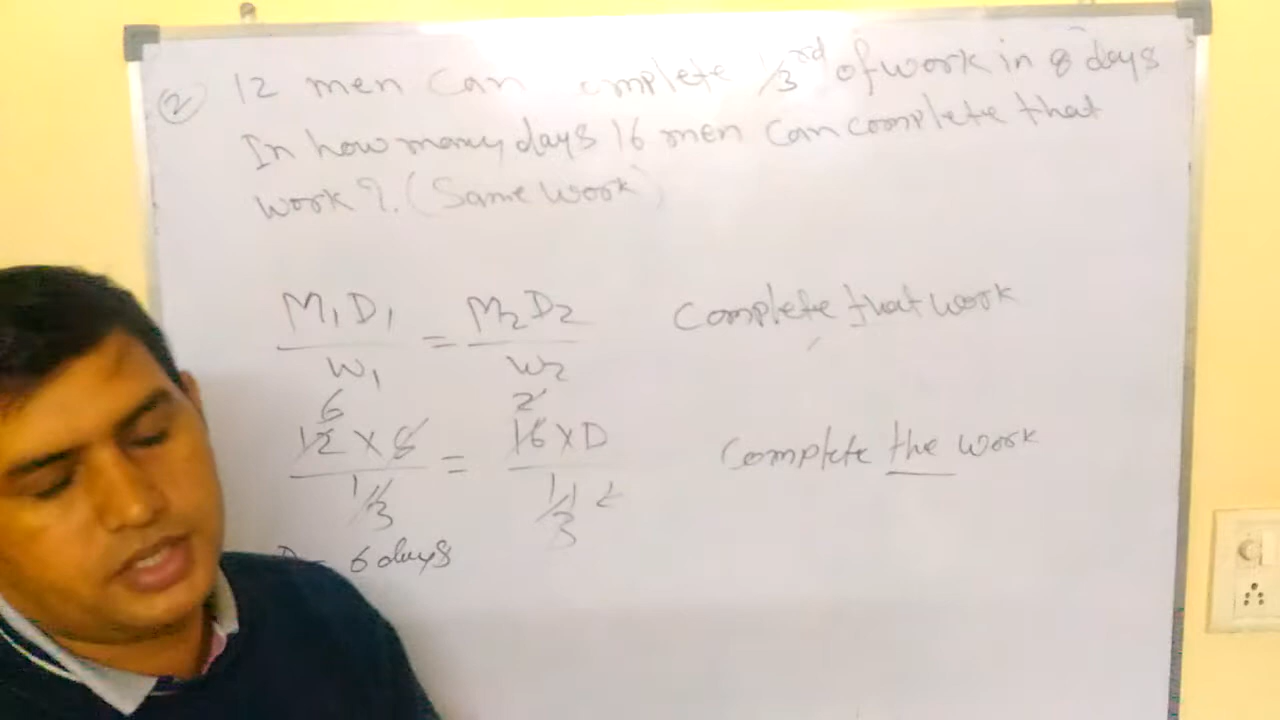 ② 12 men can complete 1/3rd of work in 8 days
In how many days 16 men can complete that
work ?. (Same work)
M₁D₁/W₁ = M₂D₂/W₂ Complete that work
6 2
12 X 8 / 1/3 = 16 X D / 1/3 Complete the work
D = 6 days